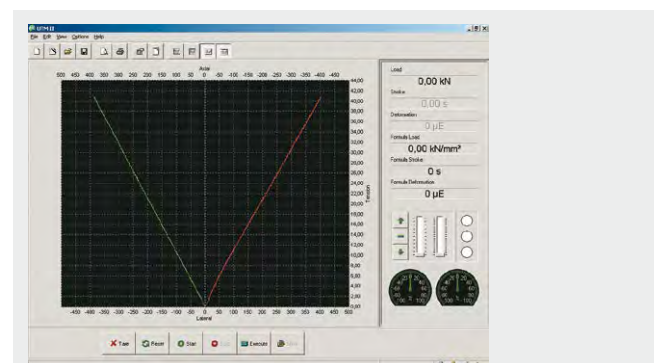 UTM II
File Edit View Options Help
Axial
500 450 400 350 300 250 200 150 100 50 0 -50 -100 -150 -200 -250 -300 -350 -400 -450
44,00
42,00
40,00
38,00
36,00
34,00
32,00
30,00
28,00
26,00
24,00
22,00
20,00
18,00
16,00
14,00
12,00
10,00
8,00
6,00
4,00
2,00
0,00
-450 -400 -350 -300 -250 -200 -150 -100 -50 0 50 100 150 200 250 300 350 400 450 500
Lateral
Load
0,00 kN
Stroke
0,00 s
Deformation
0 µE
Formula Load
0,00 kN/mm²
Formula Stroke
0 s
Formula Deformation
0 µE
Tare Reset Start Execute